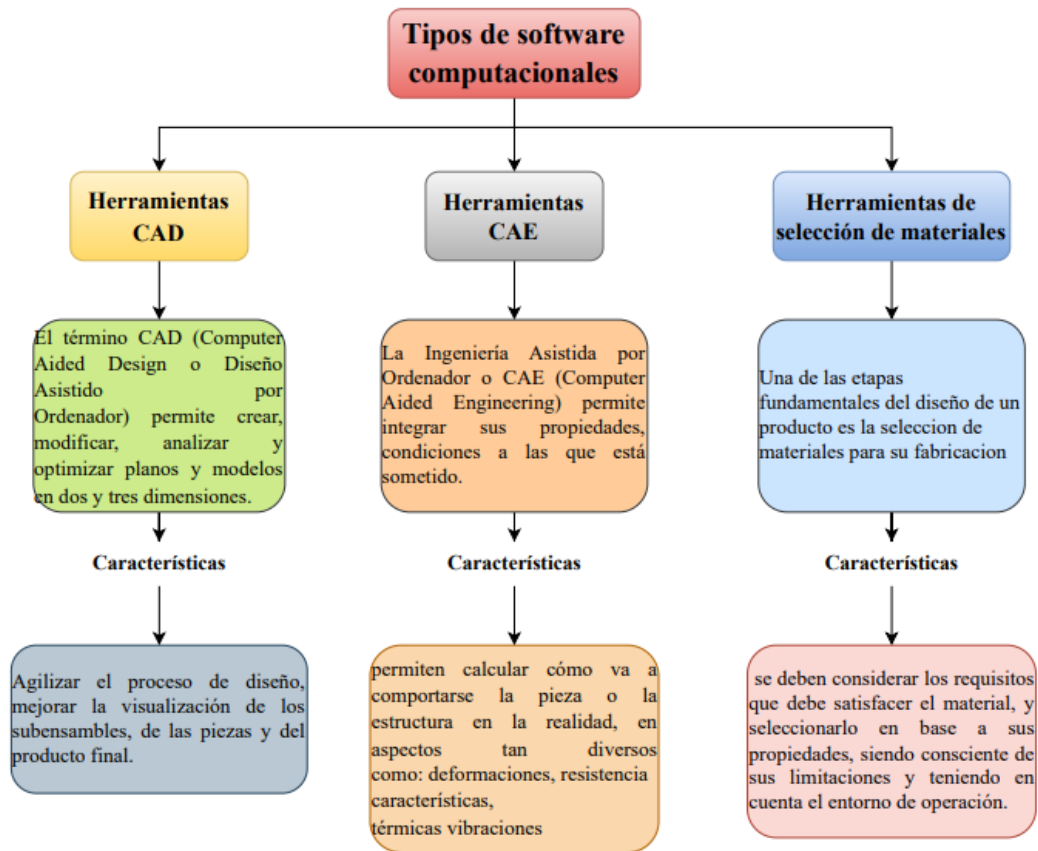 Tipos de software
computacionales
Herramientas
CAD
Herramientas
CAE
Herramientas de
selección de materiales
El término CAD (Computer
Aided Design o Diseño
Asistido por
Ordenador) permite crear,
modificar, analizar y
optimizar planos y modelos
en dos y tres dimensiones.
La Ingeniería Asistida por
Ordenador o CAE (Computer
Aided Engineering) permite
integrar sus propiedades,
condiciones a las que está
sometido.
Una de las etapas
fundamentales del diseño de un
producto es la seleccion de
materiales para su fabricacion
Características
Características
Características
Agilizar el proceso de diseño,
mejorar la visualización de los
subensambles, de las piezas y del
producto final.
permiten calcular cómo va a
comportarse la pieza o la
estructura en la realidad, en
aspectos tan diversos
como: deformaciones, resistencia
características,
térmicas vibraciones
se deben considerar los requisitos
que debe satisfacer el material, y
seleccionarlo en base a sus
propiedades, siendo consciente de
sus limitaciones y teniendo en
cuenta el entorno de operación.